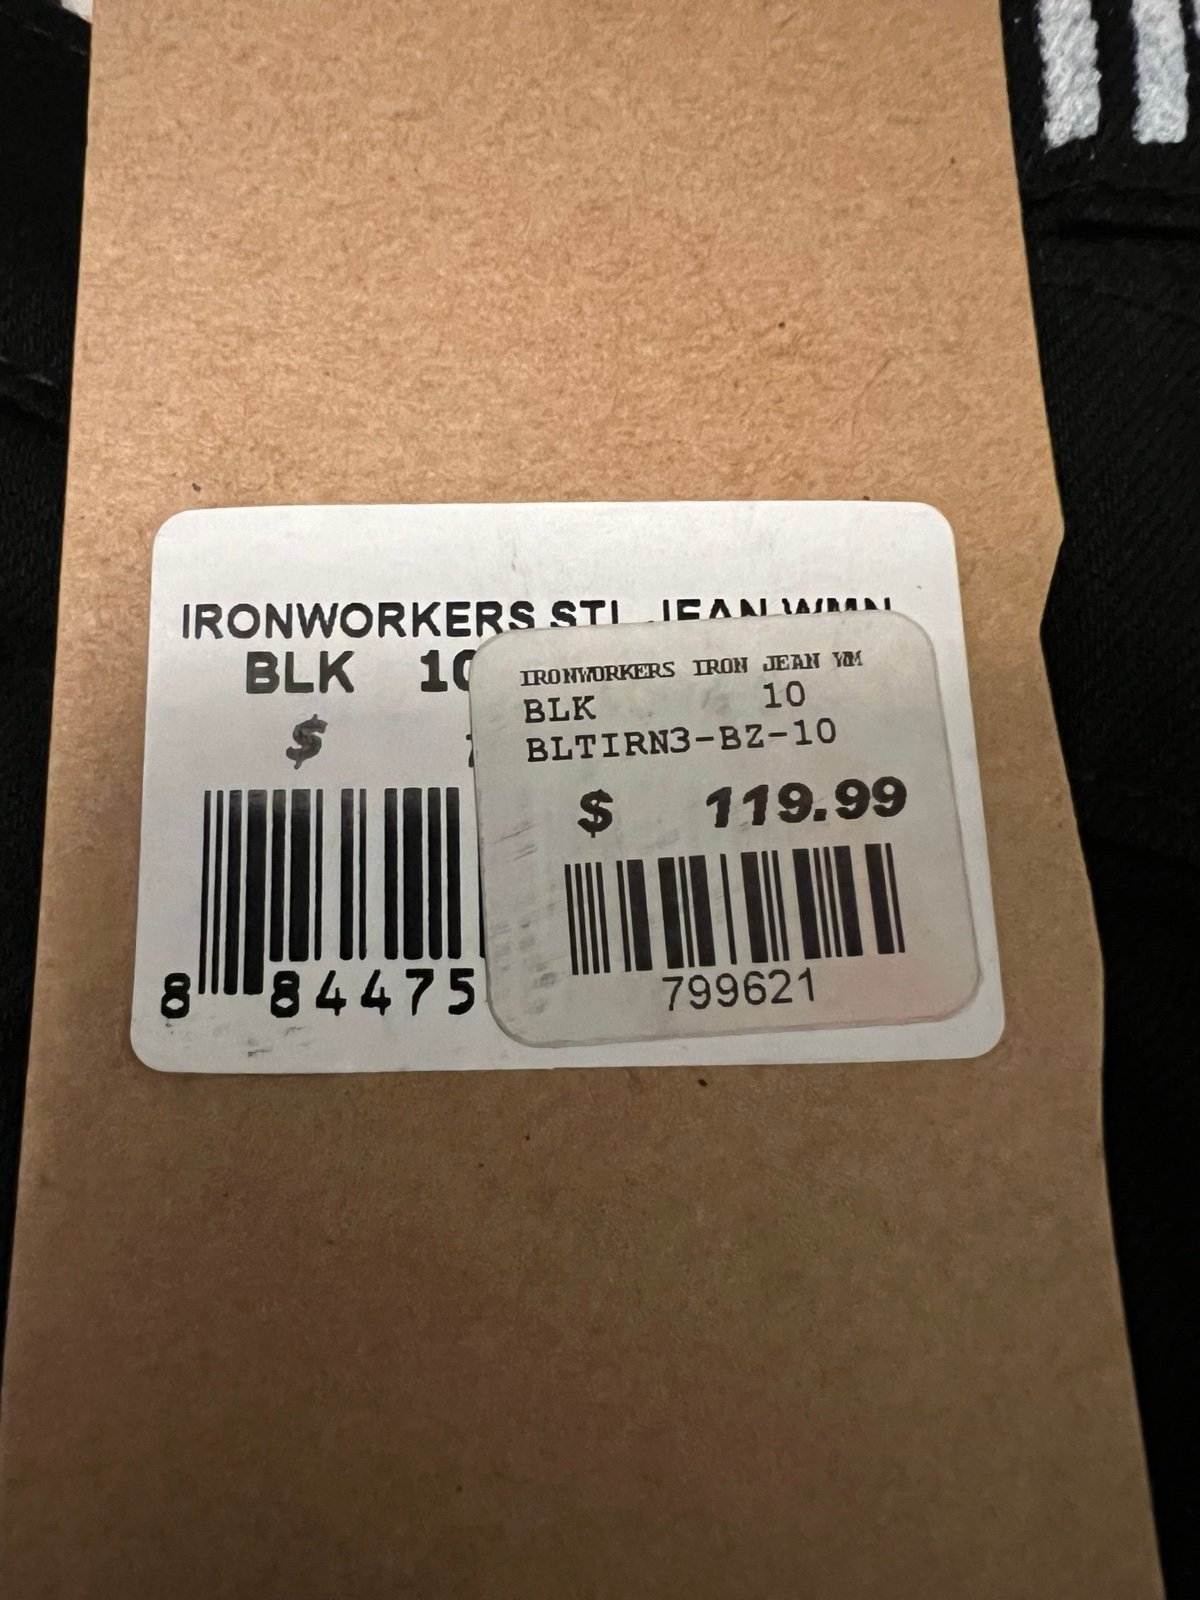 IRONWORKERS STL JEAN WMN
BLK 10
$
8 84475
IRONWORKERS IRON JEAN WM
BLK 10
BLTIRN3-BZ-10
$ 119.99
799621